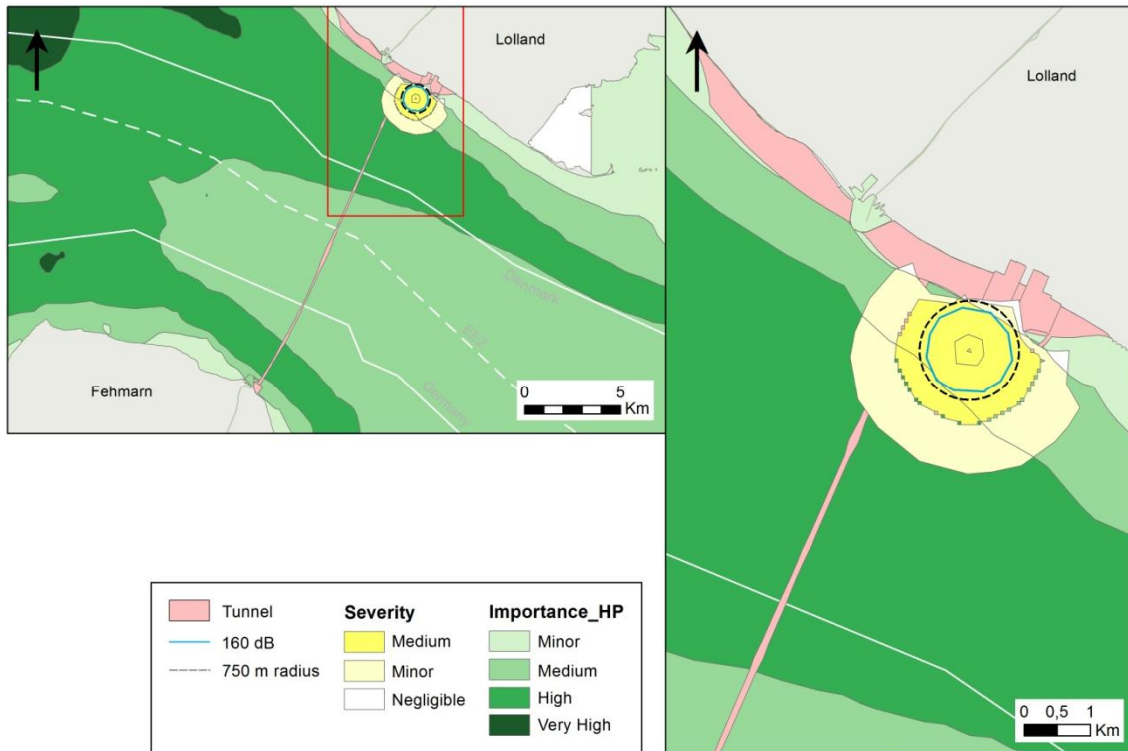 Lolland
Denmark
EEZ
Germany
Fehmarn
0 5
Km
Lolland
0 0,5 1
Km
Tunnel
160 dB
750 m radius
Severity
Medium
Minor
Negligible
Importance_HP
Minor
Medium
High
Very High